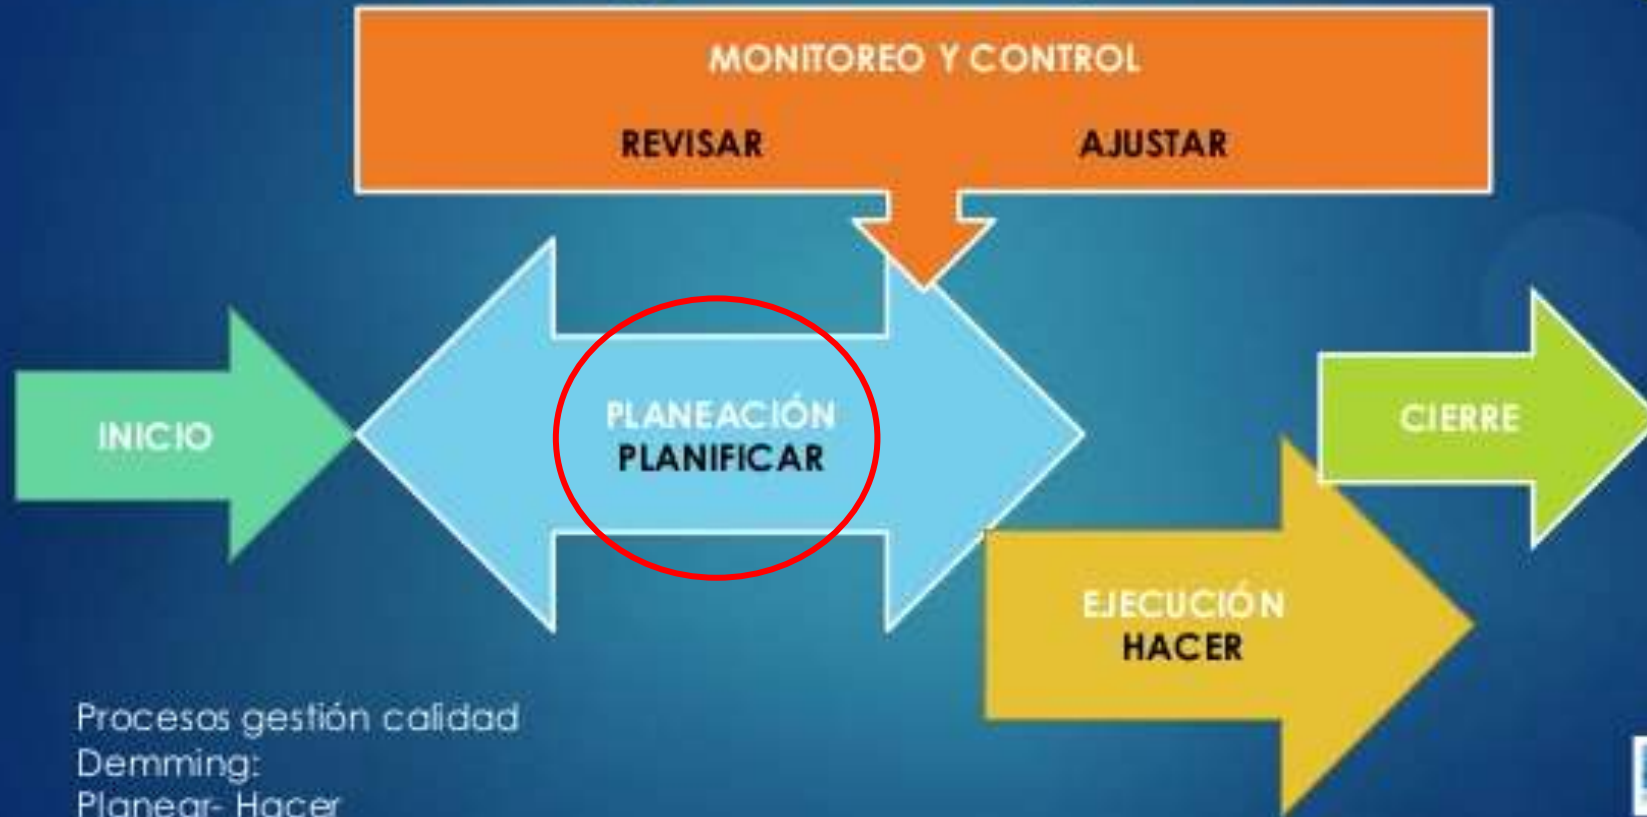 MONITOREO Y CONTROL
REVISAR AJUSTAR
INICIO
PLANEACIÓN
PLANIFICAR
CIERRE
EJECUCIÓN
HACER
Procesos gestión calidad
Demming:
Planear- Hacer